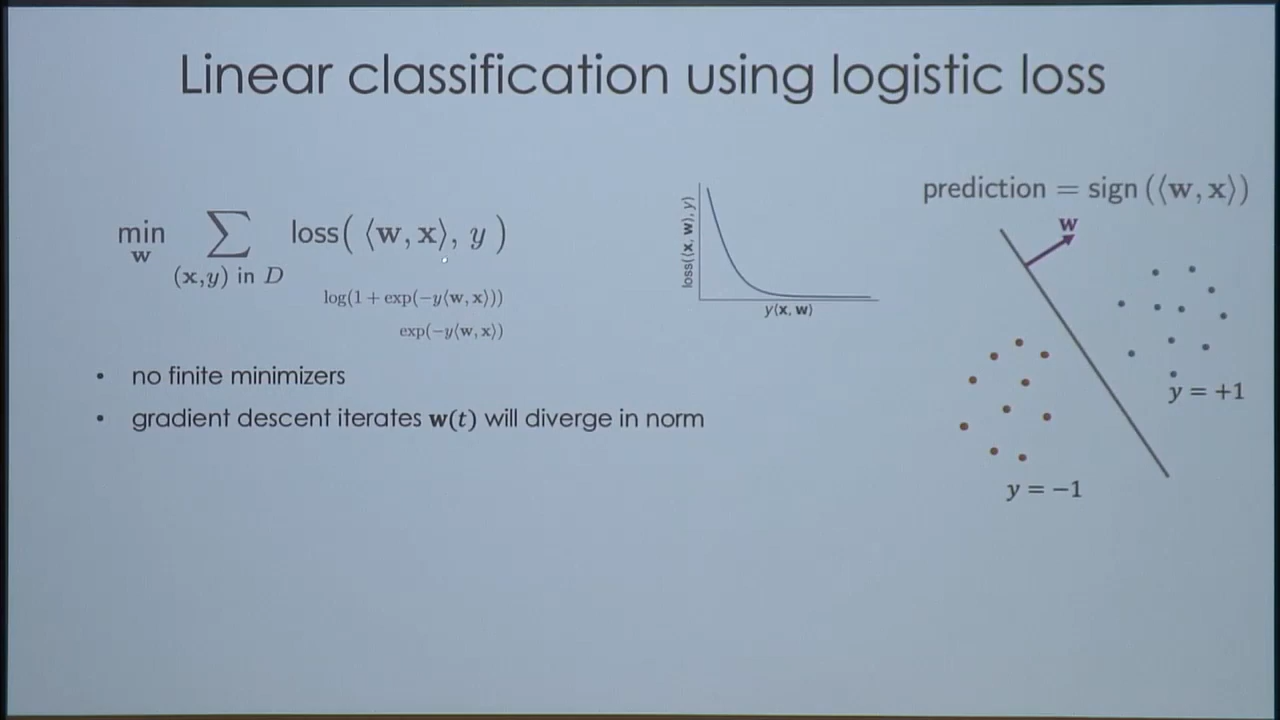 Linear classification using logistic loss
min
w
∑
(x,y) in D
loss( ⟨w, x⟩, y )
log(1 + exp(−y⟨w, x⟩))
exp(−y⟨w, x⟩)
• no finite minimizers
• gradient descent iterates w(t) will diverge in norm
loss(⟨x, w⟩, y)
y⟨x, w⟩
prediction = sign (⟨w, x⟩)
w
y = +1
y = −1